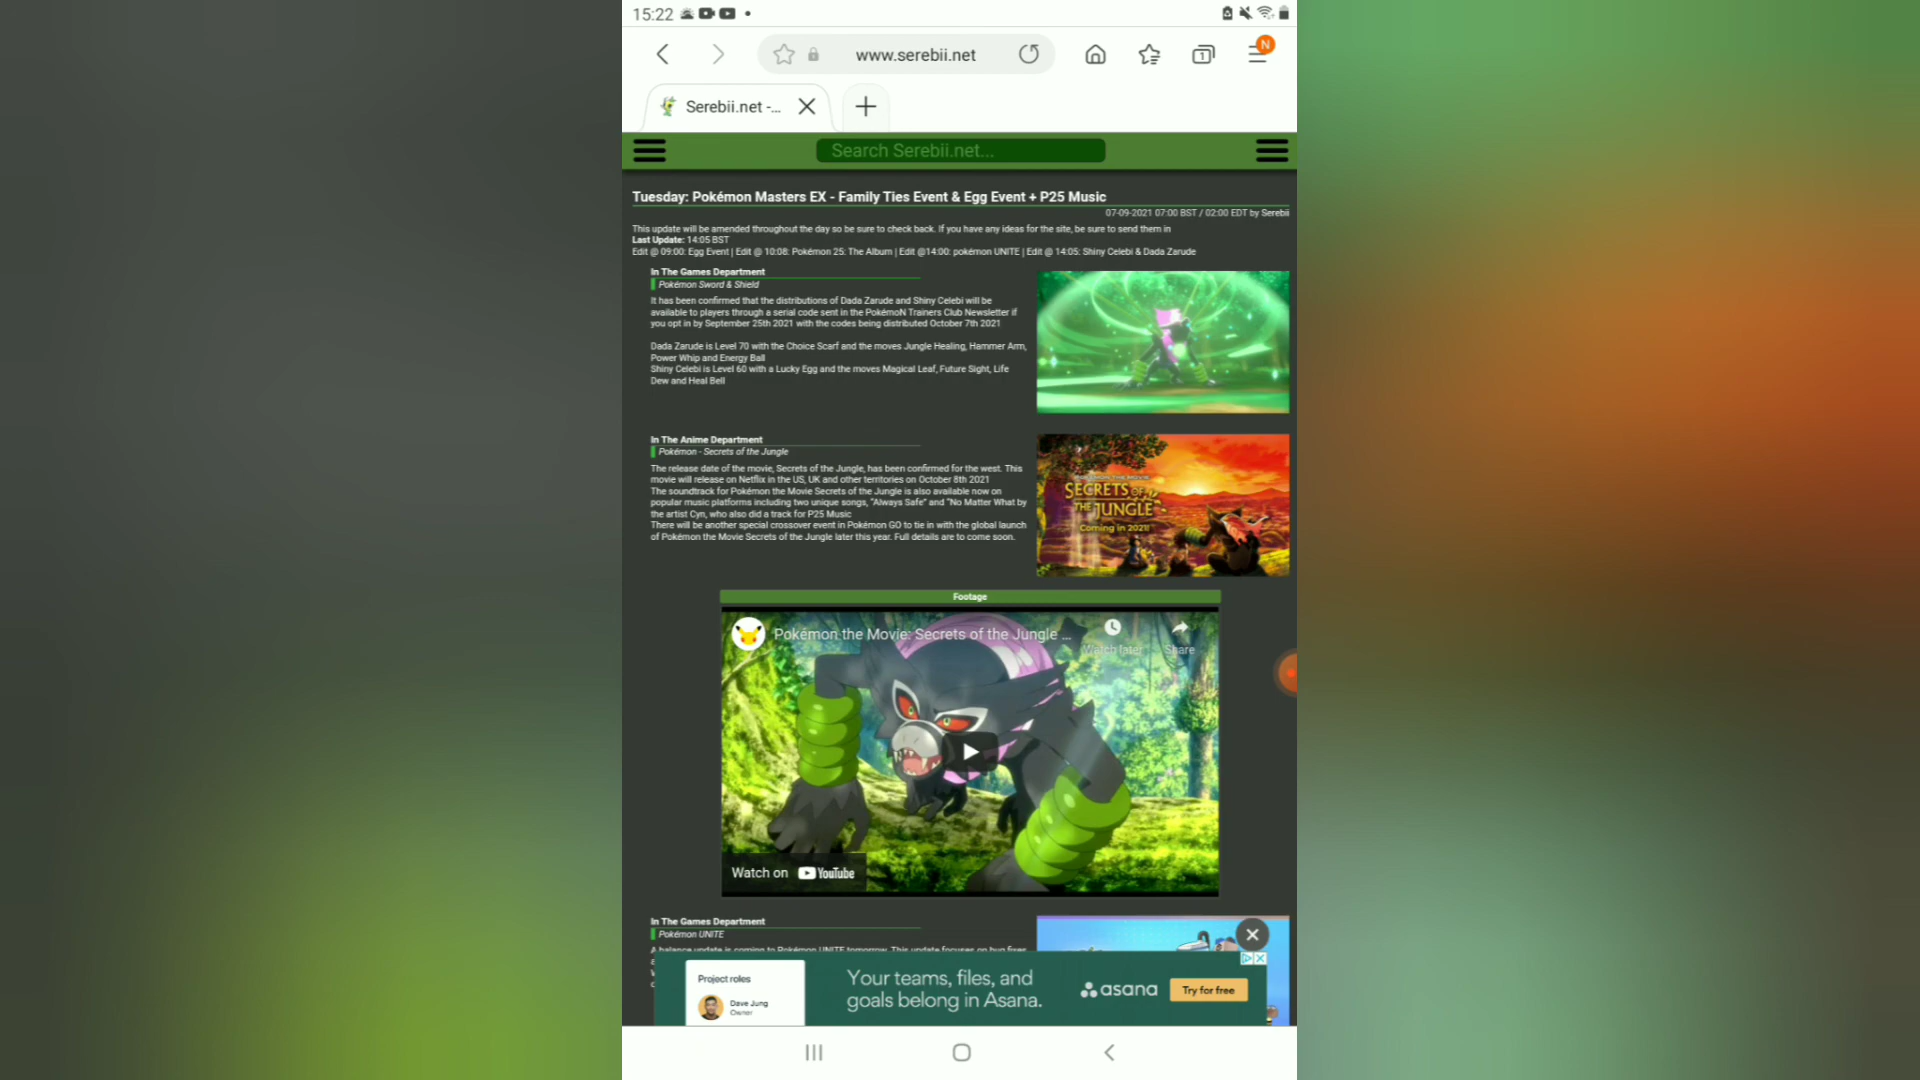 15:22
www.serebii.net
1
N
Serebii.net -...
Search Serebii.net...
Tuesday: Pokémon Masters EX - Family Ties Event & Egg Event + P25 Music
07-09-2021 07:00 BST / 02:00 EDT by Serebii
This update will be amended throughout the day so be sure to check back. If you have any ideas for the site, be sure to send them in
Last Update: 14:05 BST
Edit @ 09:00: Egg Event | Edit @ 10:08: Pokémon 25: The Album | Edit @14:00: pokémon UNITE | Edit @ 14:05: Shiny Celebi & Dada Zarude
In The Games Department
Pokémon Sword & Shield
It has been confirmed that the distributions of Dada Zarude and Shiny Celebi will be
available to players through a serial code sent in the PokémoN Trainers Club Newsletter if
you opt in by September 25th 2021 with the codes being distributed October 7th 2021
Dada Zarude is Level 70 with the Choice Scarf and the moves Jungle Healing, Hammer Arm,
Power Whip and Energy Ball
Shiny Celebi is Level 60 with a Lucky Egg and the moves Magical Leaf, Future Sight, Life
Dew and Heal Bell
In The Anime Department
Pokémon - Secrets of the Jungle
The release date of the movie, Secrets of the Jungle, has been confirmed for the west. This
movie will release on Netflix in the US, UK and other territories on October 8th 2021
The soundtrack for Pokémon the Movie Secrets of the Jungle is also available now on
popular music platforms including two unique songs, "Always Safe" and "No Matter What by
the artist Cyn, who also did a track for P25 Music
There will be another special crossover event in Pokémon GO to tie in with the global launch
of Pokémon the Movie Secrets of the Jungle later this year. Full details are to come soon.
SECRETS OF
THE JUNGLE
Coming in 2021!
Footage
Pokémon the Movie: Secrets of the Jungle ...
Watch later
Share
Watch on YouTube
In The Games Department
Pokémon UNITE
A balance update is coming to Pokémon UNITE tomorrow. This update focuses on bug fixes
Project roles
Dave Jung
Owner
Your teams, files, and
goals belong in Asana.
asana
Try for free